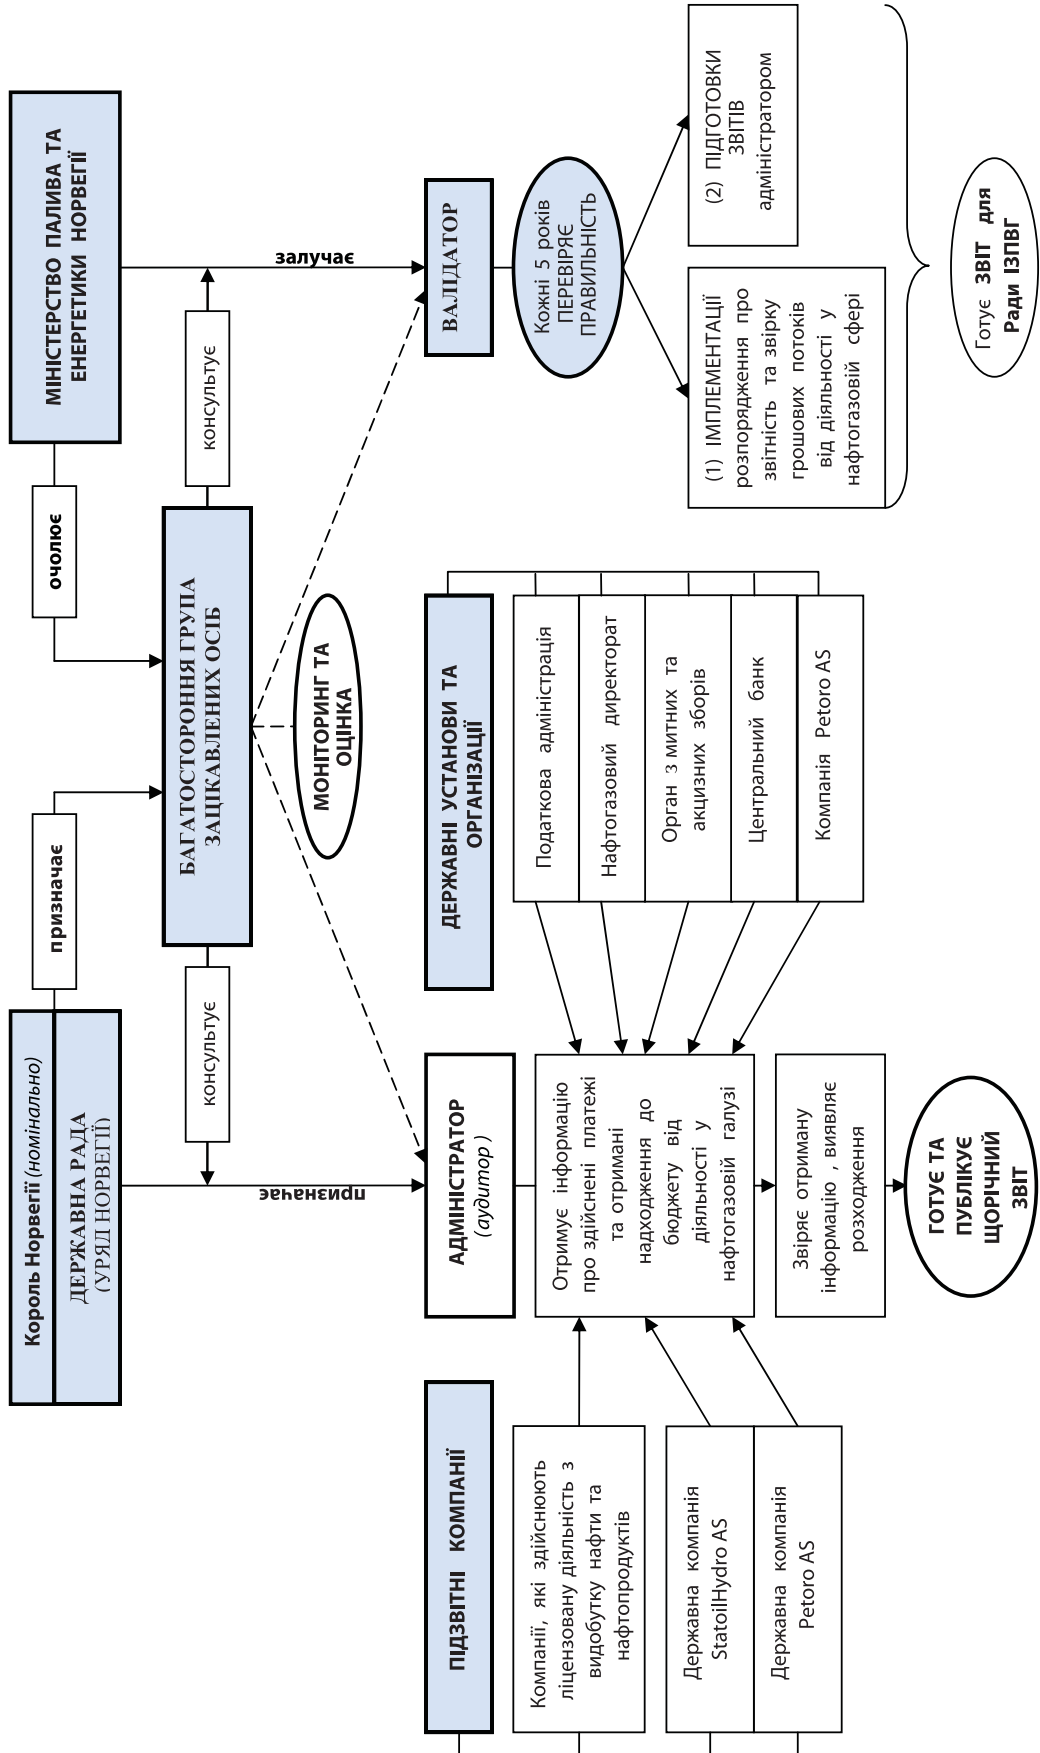 Король Норвегії (номінально)
ДЕРЖАВНА РАДА
(УРЯД НОРВЕГІЇ)
призначає
очолює
МІНІСТЕРСТВО ПАЛИВА ТА
ЕНЕРГЕТИКИ НОРВЕГІЇ
БАГАТОСТОРОННЯ ГРУПА
ЗАЦІКАВЛЕНИХ ОСІБ
консультує
консультує
призначає
залучає
МОНІТОРИНГ ТА
ОЦІНКА
ПІДЗВІТНІ КОМПАНІЇ
АДМІНІСТРАТОР
(аудитор)
ДЕРЖАВНІ УСТАНОВИ ТА
ОРГАНІЗАЦІЇ
ВАЛІДАТОР
Компанії, які здійснюють
ліцензовану діяльність з
видобутку нафти та
нафтопродуктів
Державна компанія
StatoilHydro AS
Державна компанія
Petoro AS
Отримує інформацію
про здійснені платежі
та отримані
надходження до
бюджету від
діяльності у
нафтогазовій галузі
Звіряє отриману
інформацію , виявляє
розходження
ГОТУЄ ТА
ПУБЛІКУЄ
ЩОРІЧНИЙ
ЗВІТ
Податкова адміністрація
Нафтогазовий директорат
Орган з митних та
акцизних зборів
Центральний банк
Компанія Petoro AS
Кожні 5 років
ПЕРЕВІРЯЄ
ПРАВИЛЬНІСТЬ
(1) ІМПЛЕМЕНТАЦІЇ
розпорядження про
звітність та звірку
грошових потоків
від діяльності у
нафтогазовій сфері
(2) ПІДГОТОВКИ
ЗВІТІВ
адміністратором
Готує ЗВІТ для
Ради ІЗПВГ